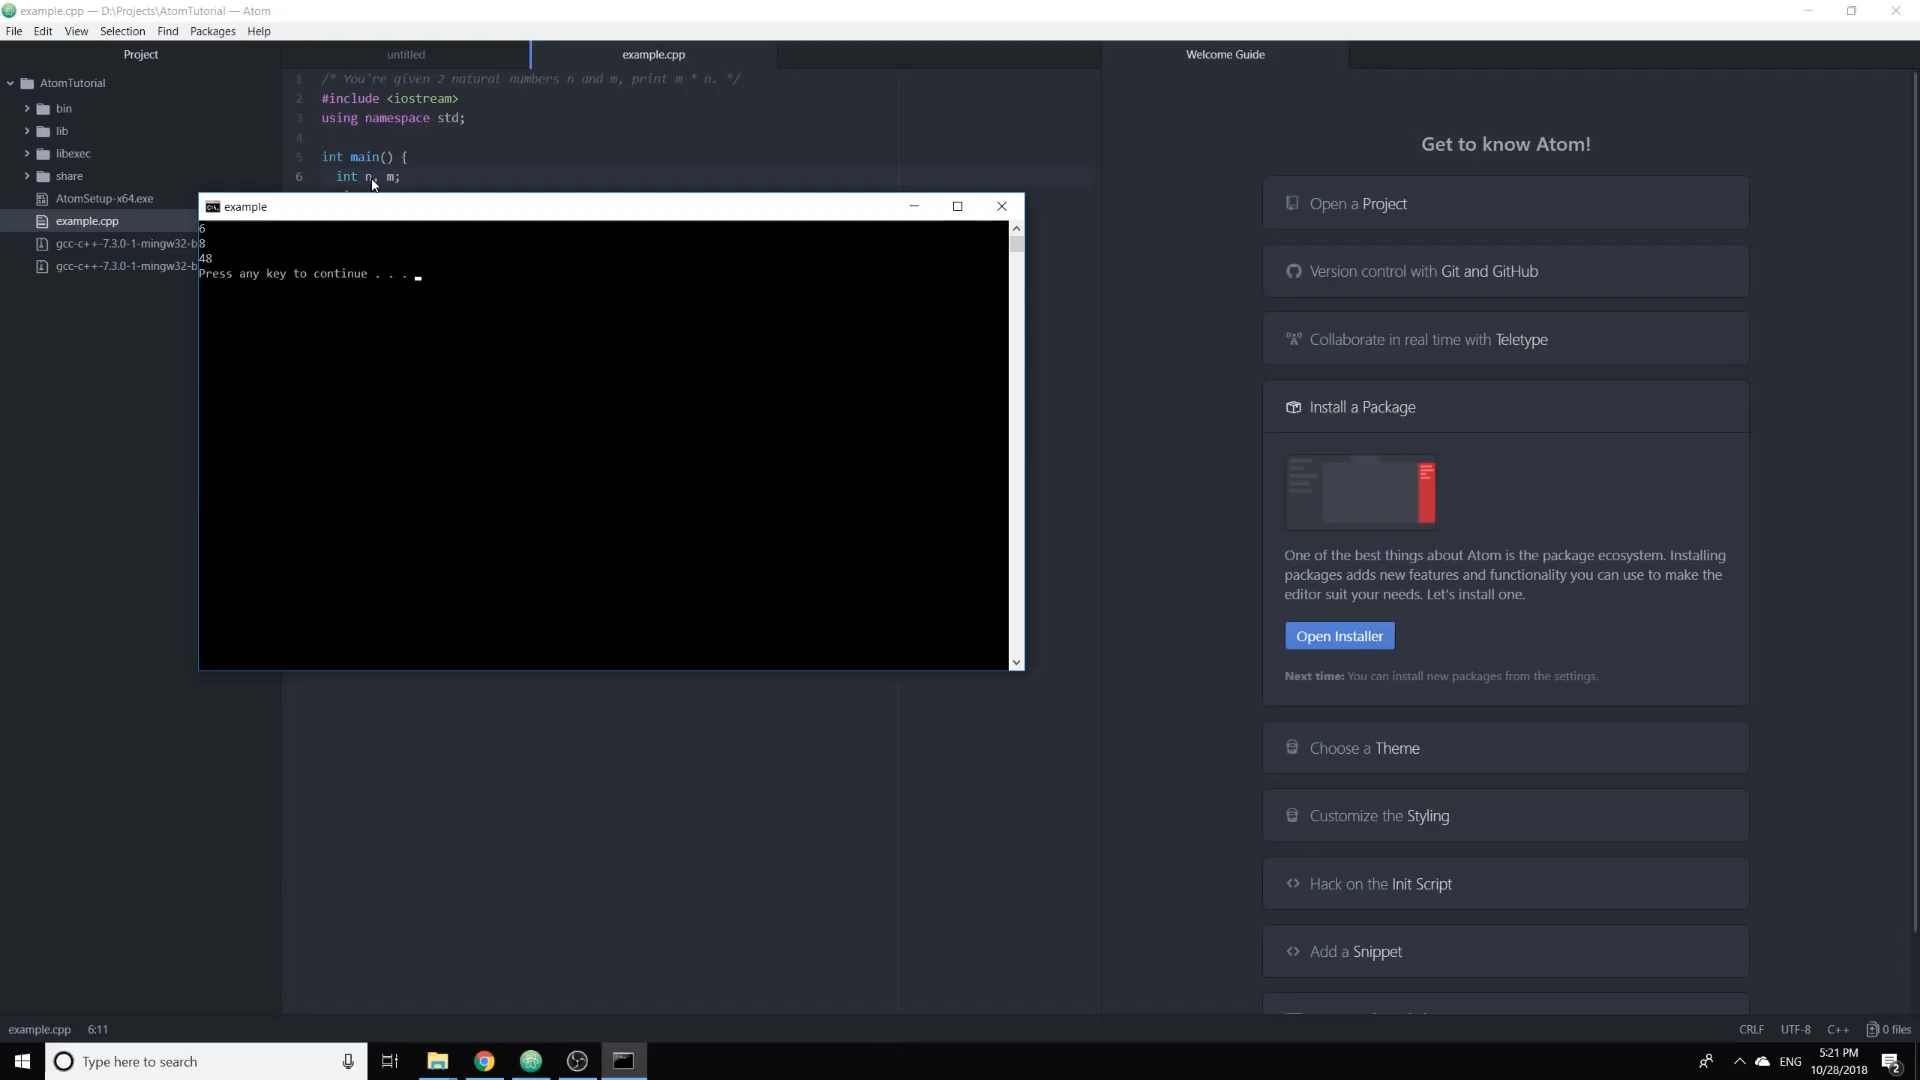 example.cpp — D:\Projects\AtomTutorial — Atom
File Edit View Selection Find Packages Help
Project
untitled
example.cpp
Welcome Guide
AtomTutorial
bin
lib
libexec
share
AtomSetup-x64.exe
example.cpp
gcc-c++-7.3.0-1-mingw32-b
gcc-c++-7.3.0-1-mingw32-b
1 /* You're given 2 natural numbers n and m, print m * n. */
2 #include <iostream>
3 using namespace std;
4
5 int main() {
6 int n, m;
example
6
8
48
Press any key to continue . . .
Get to know Atom!
Open a Project
Version control with Git and GitHub
Collaborate in real time with Teletype
Install a Package
One of the best things about Atom is the package ecosystem. Installing
packages adds new features and functionality you can use to make the
editor suit your needs. Let's install one.
Open Installer
Next time: You can install new packages from the settings.
Choose a Theme
Customize the Styling
Hack on the Init Script
Add a Snippet
example.cpp 6:11
CRLF UTF-8 C++ 0 files
Type here to search
ENG
5:21 PM
10/28/2018
2